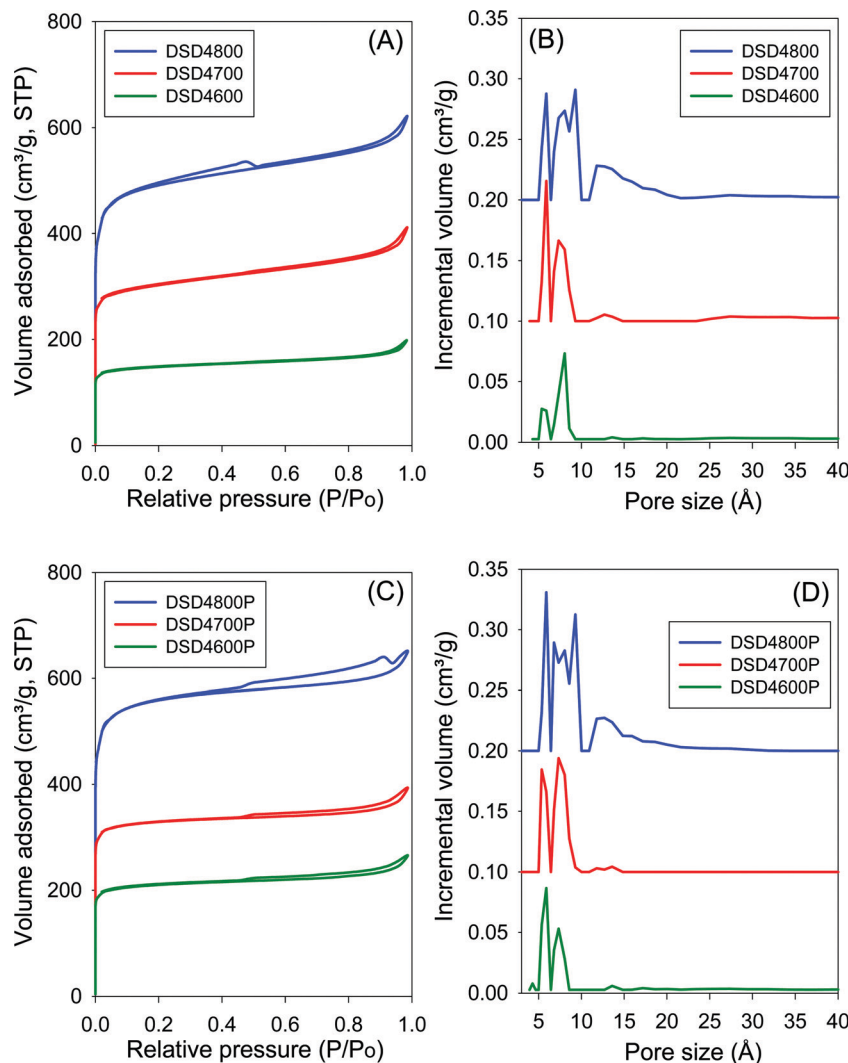 (A)
DSD4800
DSD4700
DSD4600
Volume adsorbed (cm³/g, STP)
800
600
400
200
0
0.0 0.2 0.4 0.6 0.8 1.0
Relative pressure (P/Po)
(B)
DSD4800
DSD4700
DSD4600
Incremental volume (cm³/g)
0.35
0.30
0.25
0.20
0.15
0.10
0.05
0.00
5 10 15 20 25 30 35 40
Pore size (Å)
(C)
DSD4800P
DSD4700P
DSD4600P
Volume adsorbed (cm³/g, STP)
800
600
400
200
0
0.0 0.2 0.4 0.6 0.8 1.0
Relative pressure (P/Po)
(D)
DSD4800P
DSD4700P
DSD4600P
Incremental volume (cm³/g)
0.35
0.30
0.25
0.20
0.15
0.10
0.05
0.00
5 10 15 20 25 30 35 40
Pore size (Å)